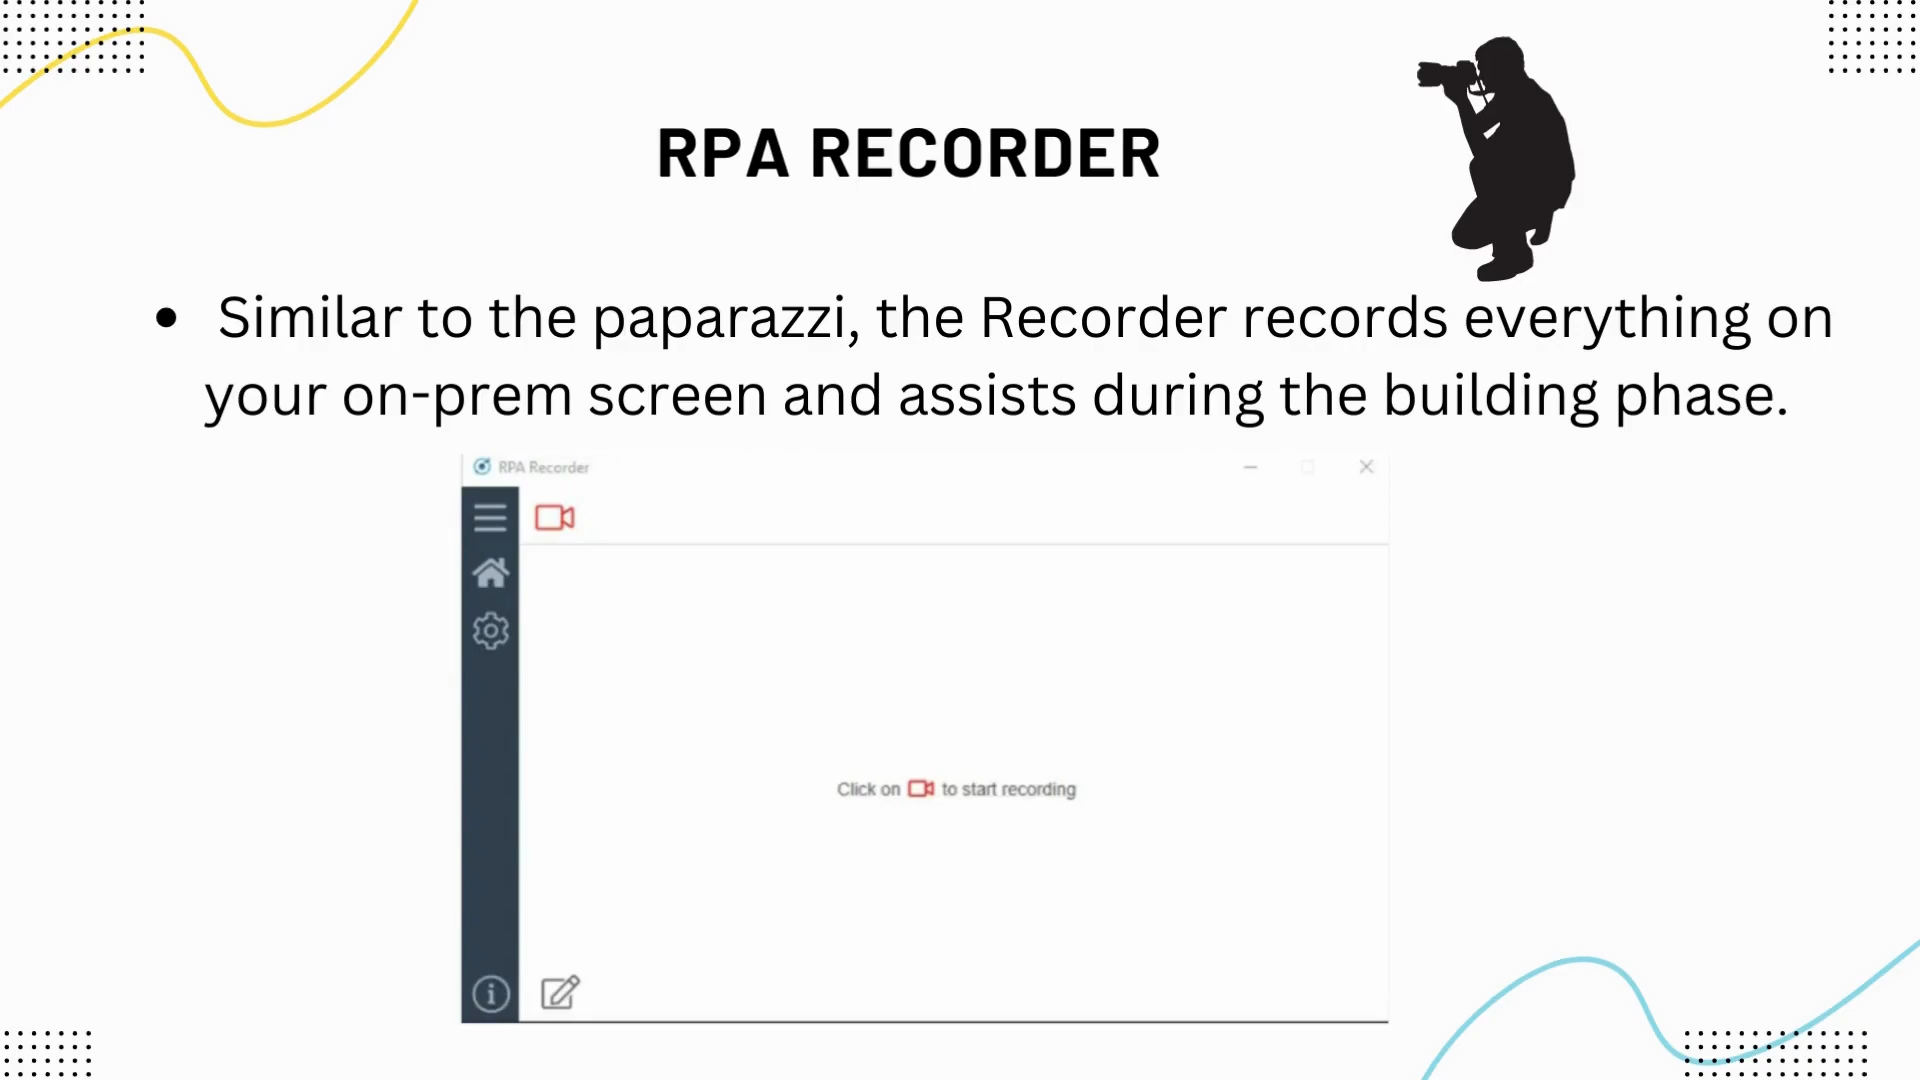 RPA RECORDER
• Similar to the paparazzi, the Recorder records everything on
your on-prem screen and assists during the building phase.
RPA Recorder
Click on to start recording